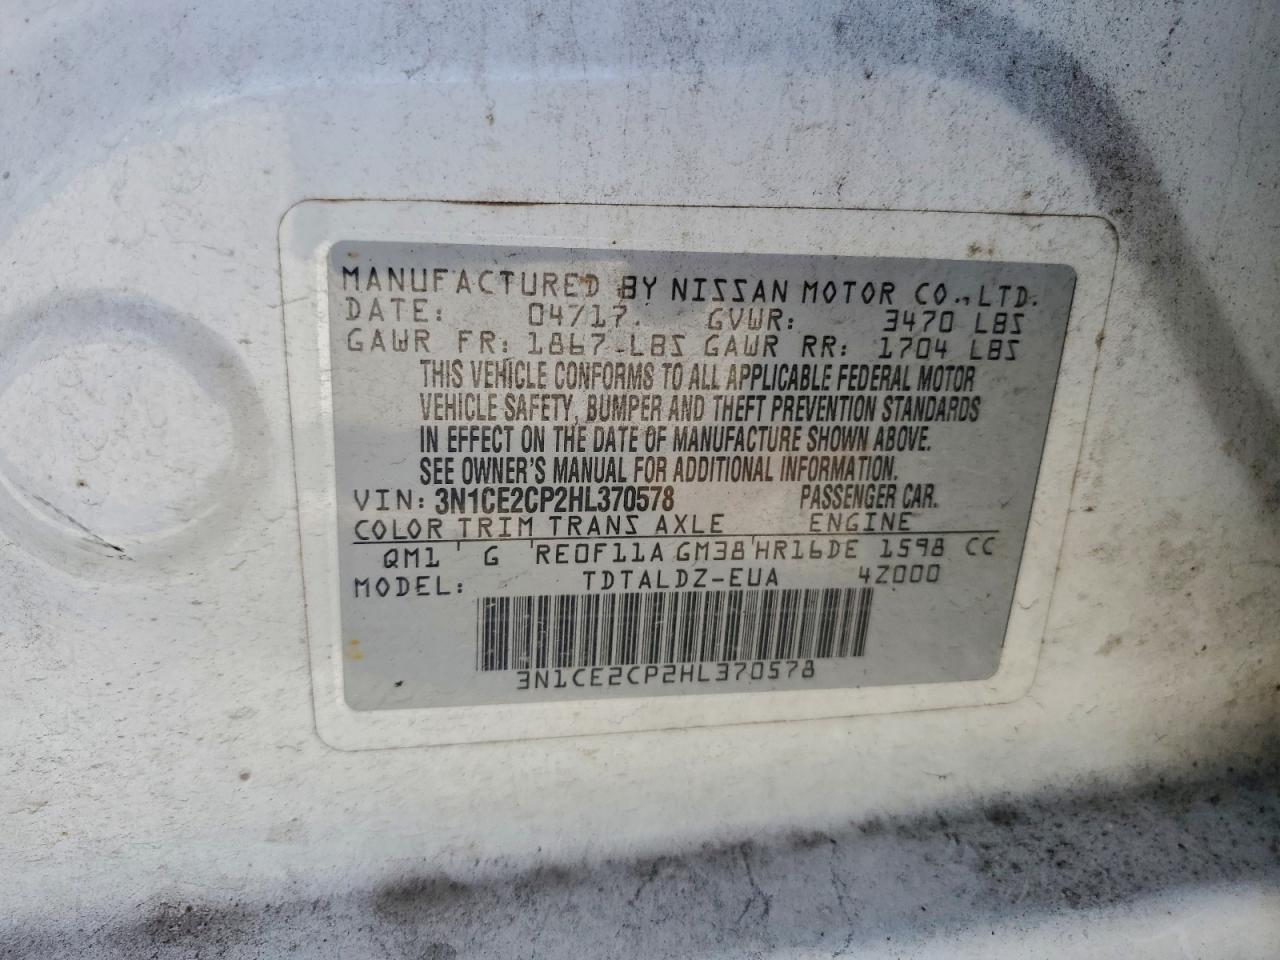 MANUFACTURED BY NISSAN MOTOR CO., LTD.
DATE: 04/17. GVWR: 3470 LBS
GAWR FR: 1867 LBS GAWR RR: 1704 LBS
THIS VEHICLE CONFORMS TO ALL APPLICABLE FEDERAL MOTOR
VEHICLE SAFETY, BUMPER AND THEFT PREVENTION STANDARDS
IN EFFECT ON THE DATE OF MANUFACTURE SHOWN ABOVE.
SEE OWNER'S MANUAL FOR ADDITIONAL INFORMATION.
VIN: 3N1CE2CP2HL370578 PASSENGER CAR.
COLOR TRIM TRANS AXLE ENGINE
QM1 G RE0F11A GM38 HR16DE 1598 CC
MODEL: TDTALDZ-EUA 4Z000
3N1CE2CP2HL370578